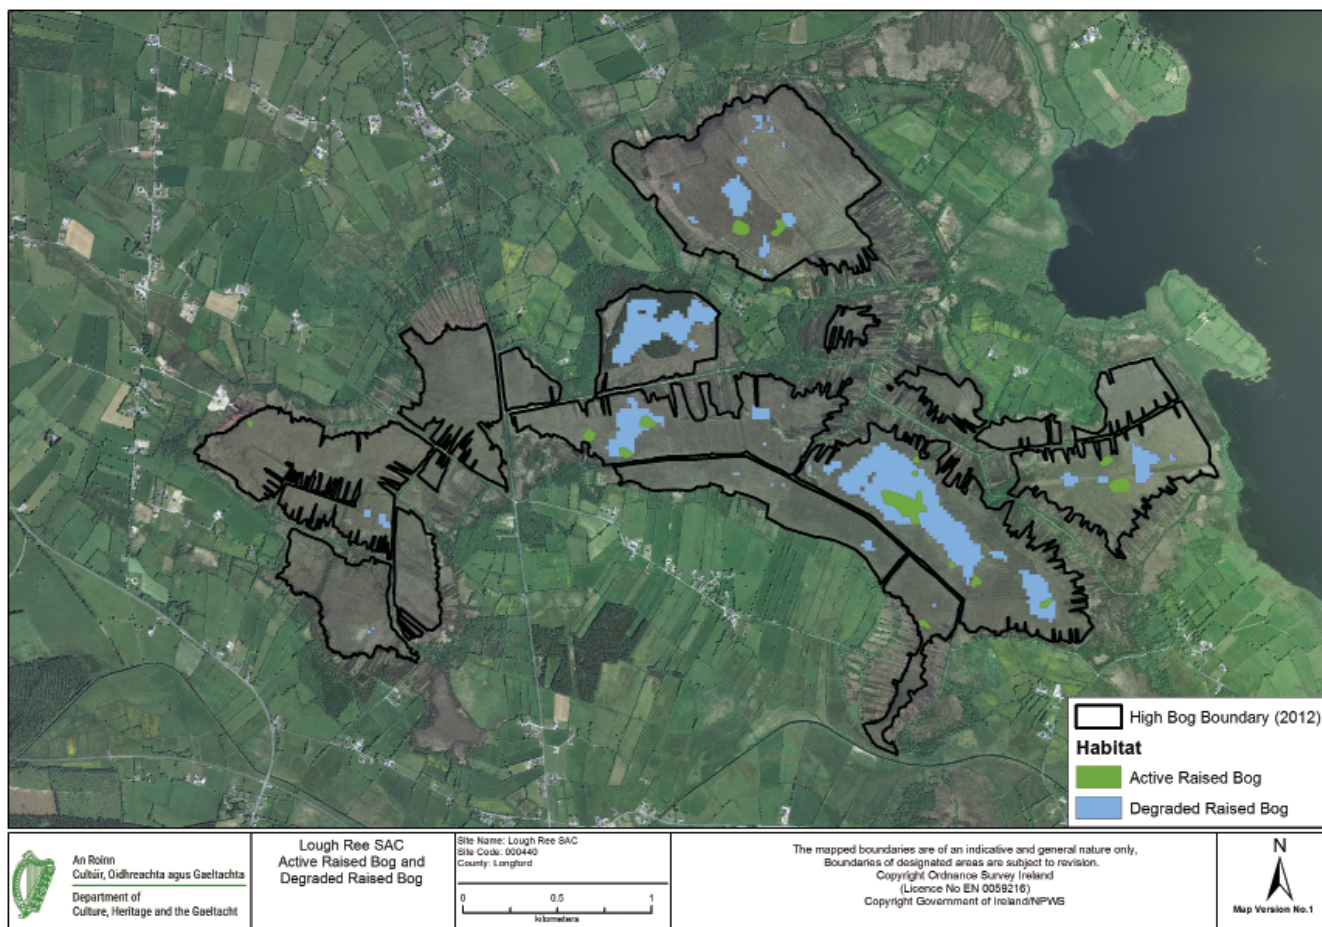 High Bog Boundary (2012)
Habitat
Active Raised Bog
Degraded Raised Bog
An Roinn
Cultúir, Oidhreachta agus Gaeltachta
Department of
Culture, Heritage and the Gaeltacht
Lough Ree SAC
Active Raised Bog and
Degraded Raised Bog
Site Name: Lough Ree SAC
Site Code: 000440
County: Longford
0 0.5 1
kilometers
The mapped boundaries are of an indicative and general nature only,
Boundaries of designated areas are subject to revision.
Copyright Ordnance Survey Ireland
(Licence No EN 0059216)
Copyright Government of Ireland/NPWS
N
Map Version No.1